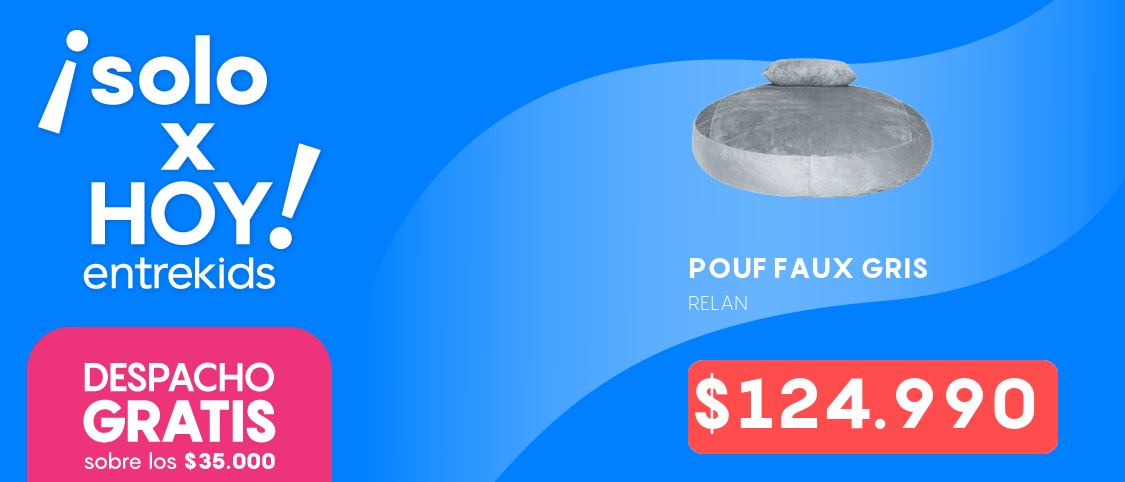 ¡solo
x
HOY!
entrekids
DESPACHO
GRATIS
sobre los $35.000
POUF FAUX GRIS
RELAN
$124.990